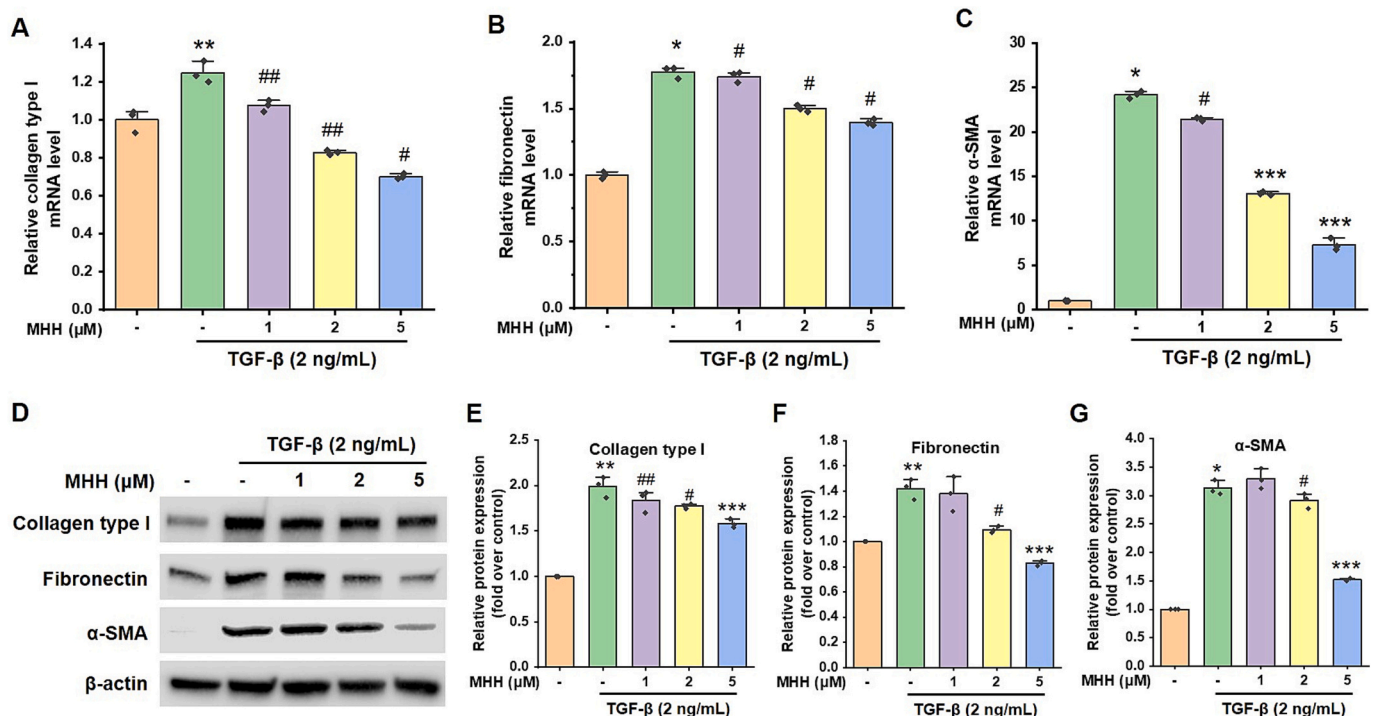 A
Relative collagen type I
mRNA level
1.4
1.2
1.0
0.8
0.6
0.4
0.2
0.0
**
##
##
#
MHH (µM)
-
-
1
2
5
TGF-β (2 ng/mL)
B
Relative fibronectin
mRNA level
2.0
1.5
1.0
0.5
0.0
*
#
#
#
MHH (µM)
-
-
1
2
5
TGF-β (2 ng/mL)
C
Relative α-SMA
mRNA level
30
25
20
15
10
5
0
*
#
***
***
MHH (µM)
-
-
1
2
5
TGF-β (2 ng/mL)
D
TGF-β (2 ng/mL)
MHH (µM)
-
-
1
2
5
Collagen type I
Fibronectin
α-SMA
β-actin
E
Collagen type I
Relative protein expression
(fold over control)
2.5
2.0
1.5
1.0
0.5
0.0
**
##
#
***
MHH (µM)
-
-
1
2
5
TGF-β (2 ng/mL)
F
Fibronectin
Relative protein expression
(fold over control)
1.8
1.6
1.4
1.2
1.0
0.8
0.6
0.4
0.2
0.0
**
#
***
MHH (µM)
-
-
1
2
5
TGF-β (2 ng/mL)
G
α-SMA
Relative protein expression
(fold over control)
4.0
3.5
3.0
2.5
2.0
1.5
1.0
0.5
0.0
*
#
***
MHH (µM)
-
-
1
2
5
TGF-β (2 ng/mL)